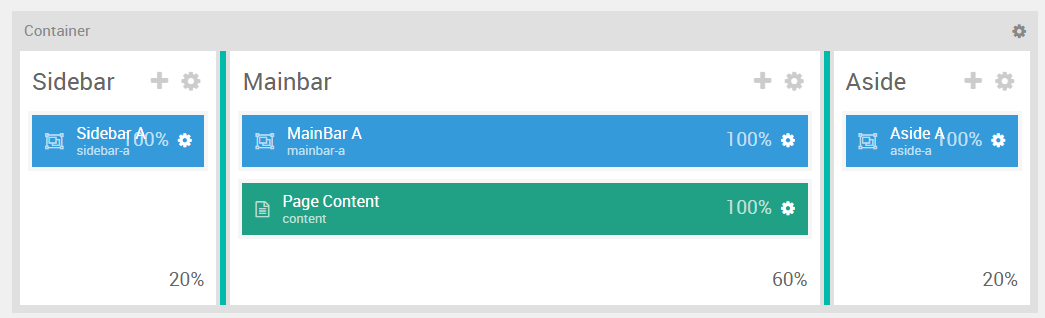 Container
Sidebar
Sidebar A
sidebar-a
100%
20%
Mainbar
MainBar A
mainbar-a
100%
Page Content
content
100%
60%
Aside
Aside A
aside-a
100%
20%